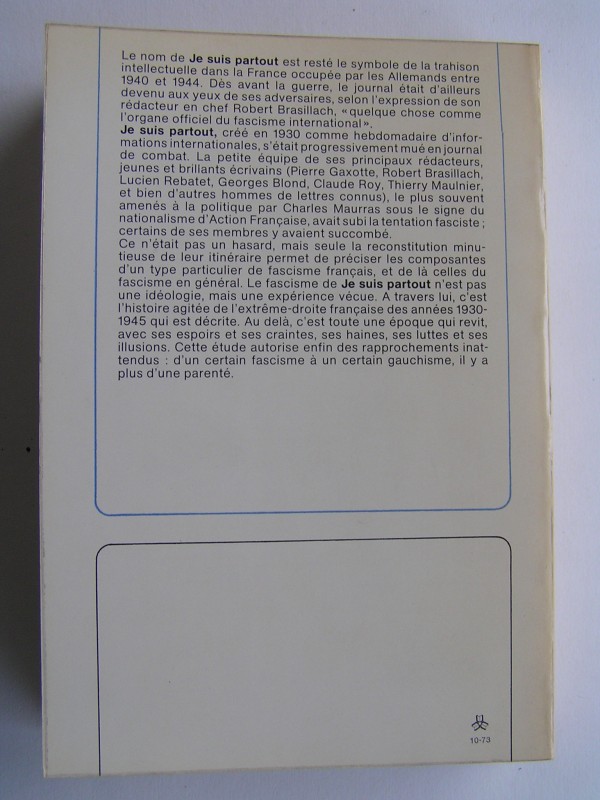 Le nom de Je suis partout est resté le symbole de la trahison
intellectuelle dans la France occupée par les Allemands entre
1940 et 1944. Dès avant la guerre, le journal était d'ailleurs
devenu aux yeux de ses adversaires, selon l'expression de son
rédacteur en chef Robert Brasillach, «quelque chose comme
l'organe officiel du fascisme international».
Je suis partout, créé en 1930 comme hebdomadaire d'infor-
mations internationales, s'était progressivement mué en journal
de combat. La petite équipe de ses principaux rédacteurs,
jeunes et brillants écrivains (Pierre Gaxotte, Robert Brasillach,
Lucien Rebatet, Georges Blond, Claude Roy, Thierry Maulnier,
et bien d'autres hommes de lettres connus), le plus souvent
amenés à la politique par Charles Maurras sous le signe du
nationalisme d'Action Française, avait subi la tentation fasciste ;
certains de ses membres y avaient succombé.
Ce n'était pas un hasard, mais seule la reconstitution minu-
tieuse de leur itinéraire permet de préciser les composantes
d'un type particulier de fascisme français, et de là celles du
fascisme en général. Le fascisme de Je suis partout n'est pas
une idéologie, mais une expérience vécue. A travers lui, c'est
l'histoire agitée de l'extrême-droite française des années 1930-
1945 qui est décrite. Au delà, c'est toute une époque qui revit,
avec ses espoirs et ses craintes, ses haines, ses luttes et ses
illusions. Cette étude autorise enfin des rapprochements inat-
tendus : d'un certain fascisme à un certain gauchisme, il y a
plus d'une parenté.
10-73